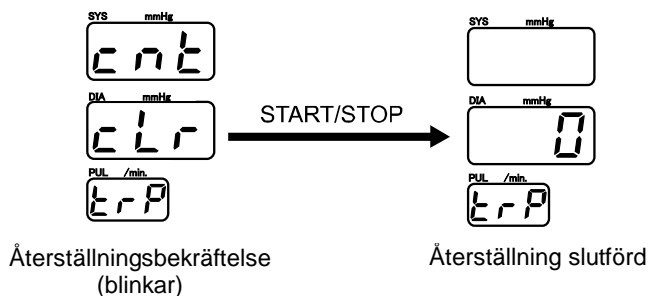 SYS mmHg
cnt
DIA mmHg
cLr
PUL /min.
trP
Återställningsbekräftelse
(blinkar)
START/STOP
SYS mmHg
DIA mmHg
0
PUL /min.
trP
Återställning slutförd